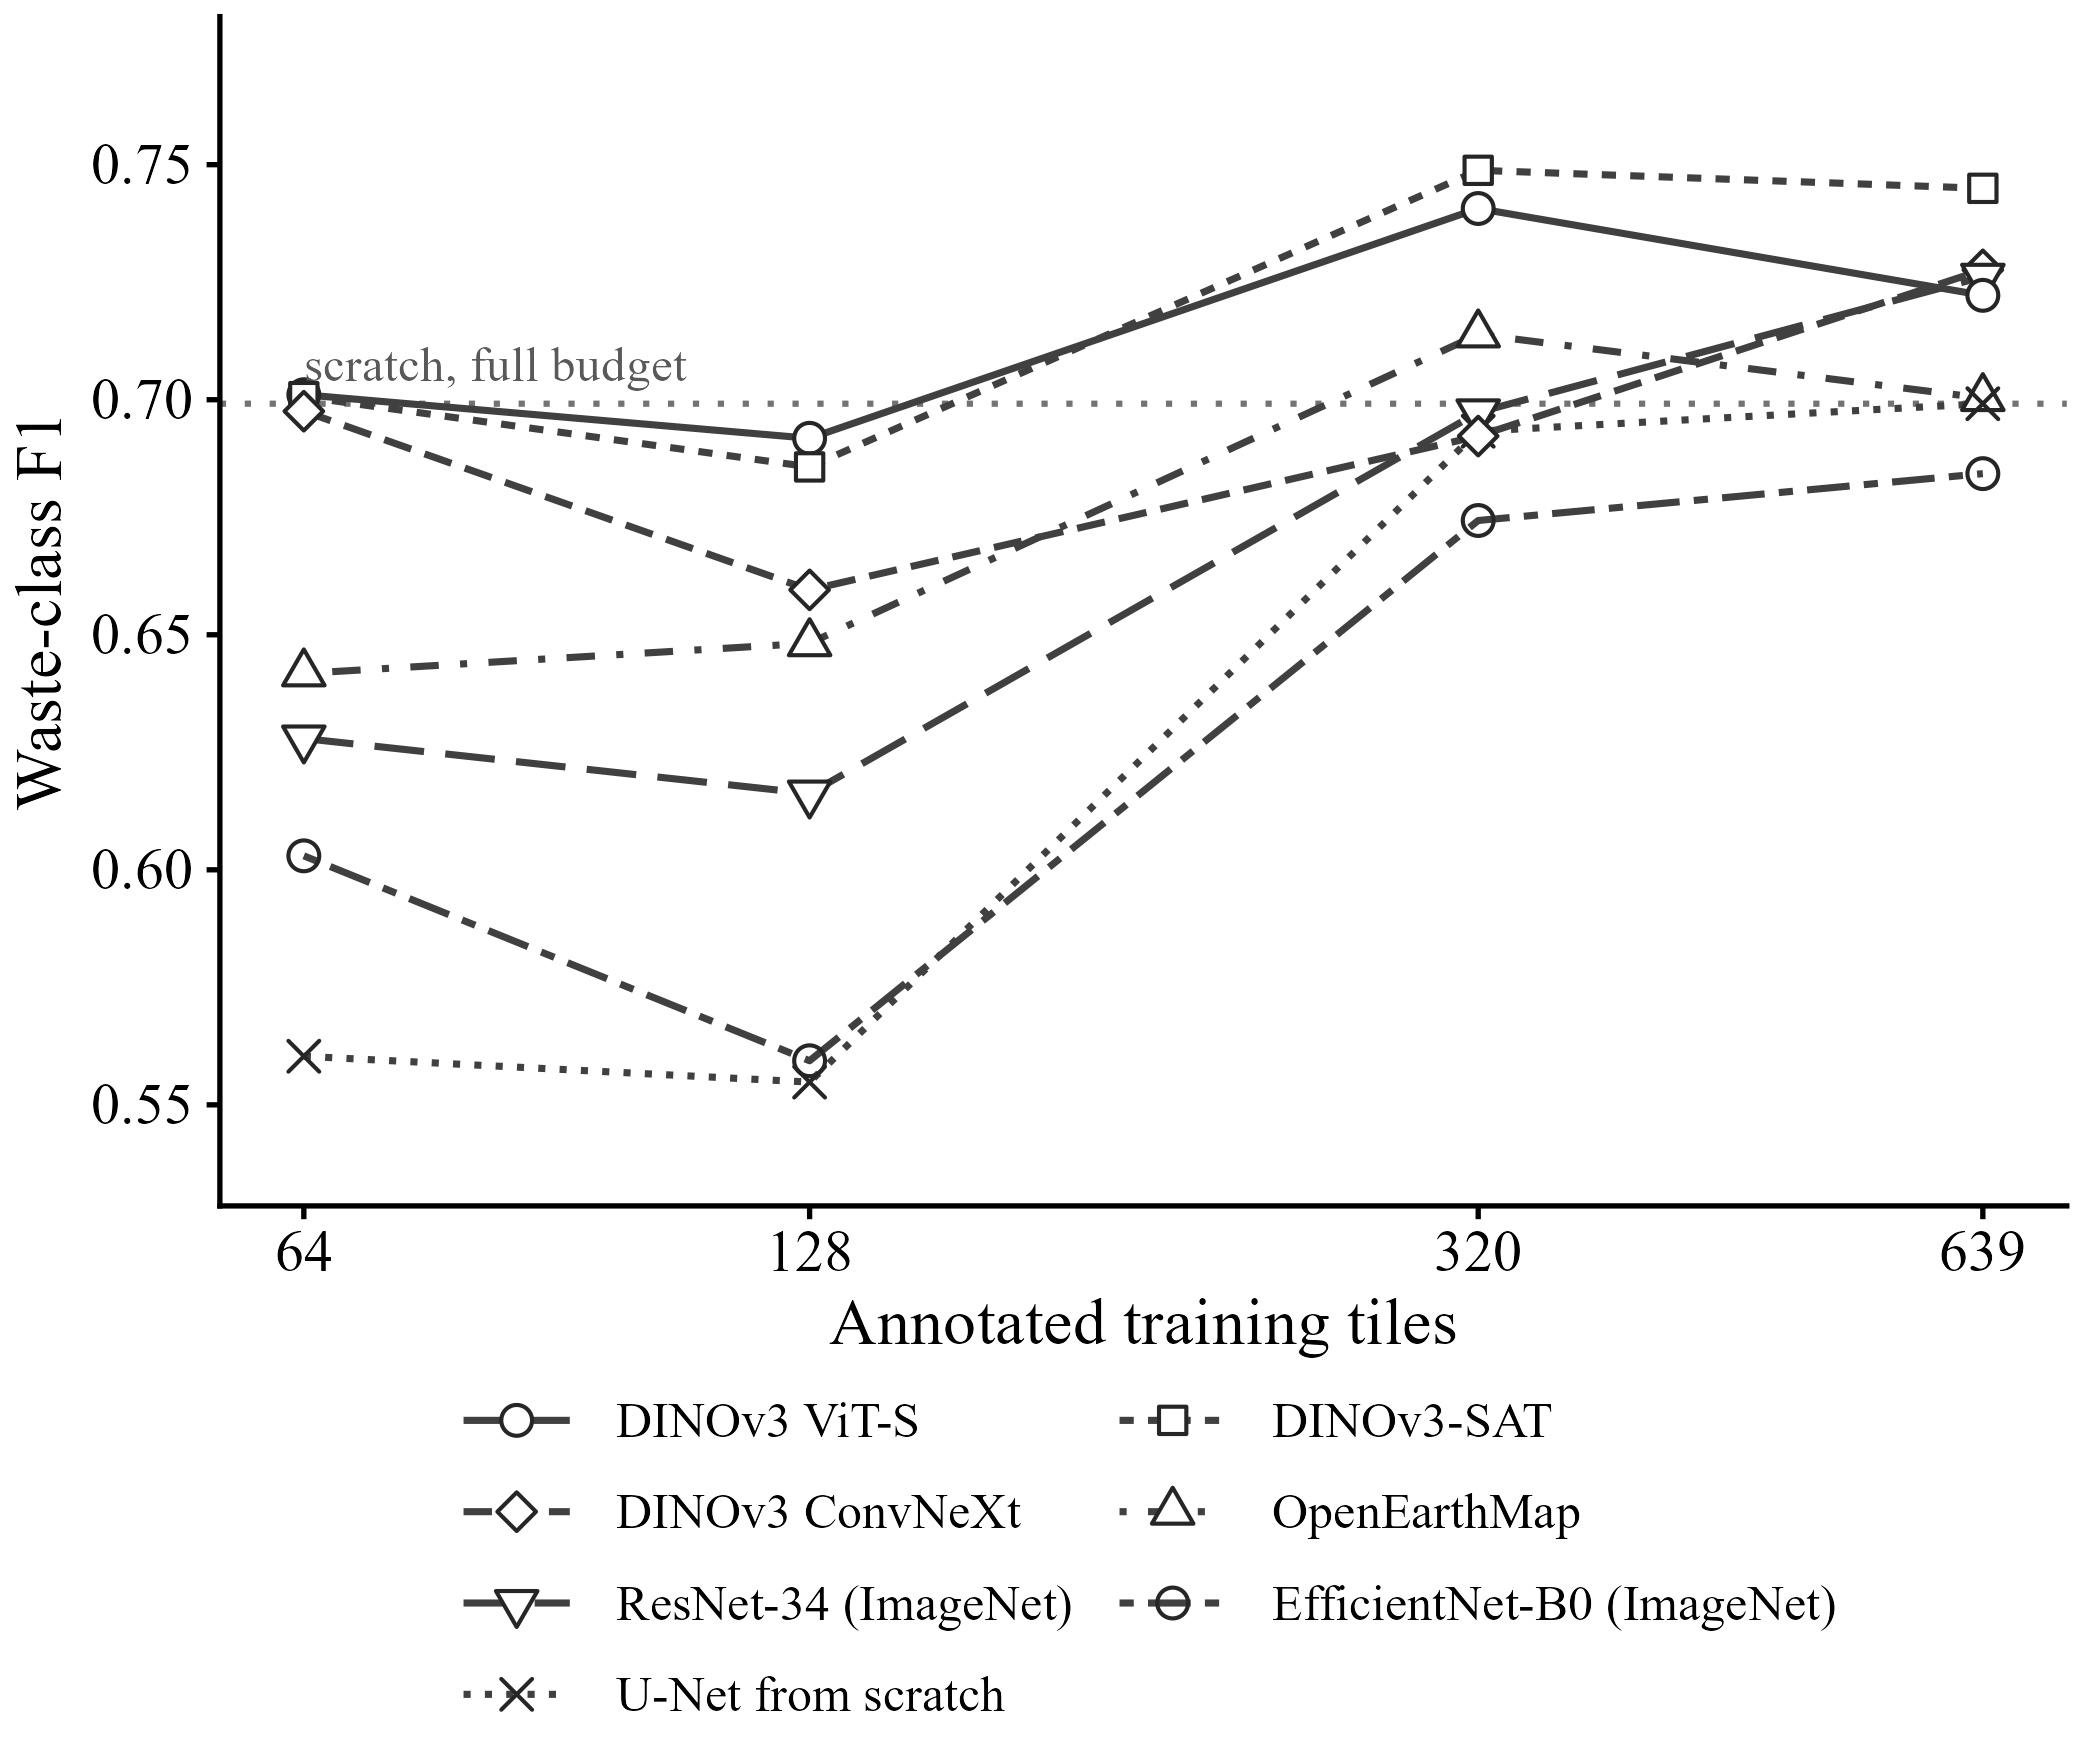 0.75
scratch, full budget
0.70
0.65
0.60
0.55
Waste-class F1
64 128 320 639
Annotated training tiles
DINOv3 ViT-S DINOv3-SAT
DINOv3 ConvNeXt OpenEarthMap
ResNet-34 (ImageNet) EfficientNet-B0 (ImageNet)
U-Net from scratch